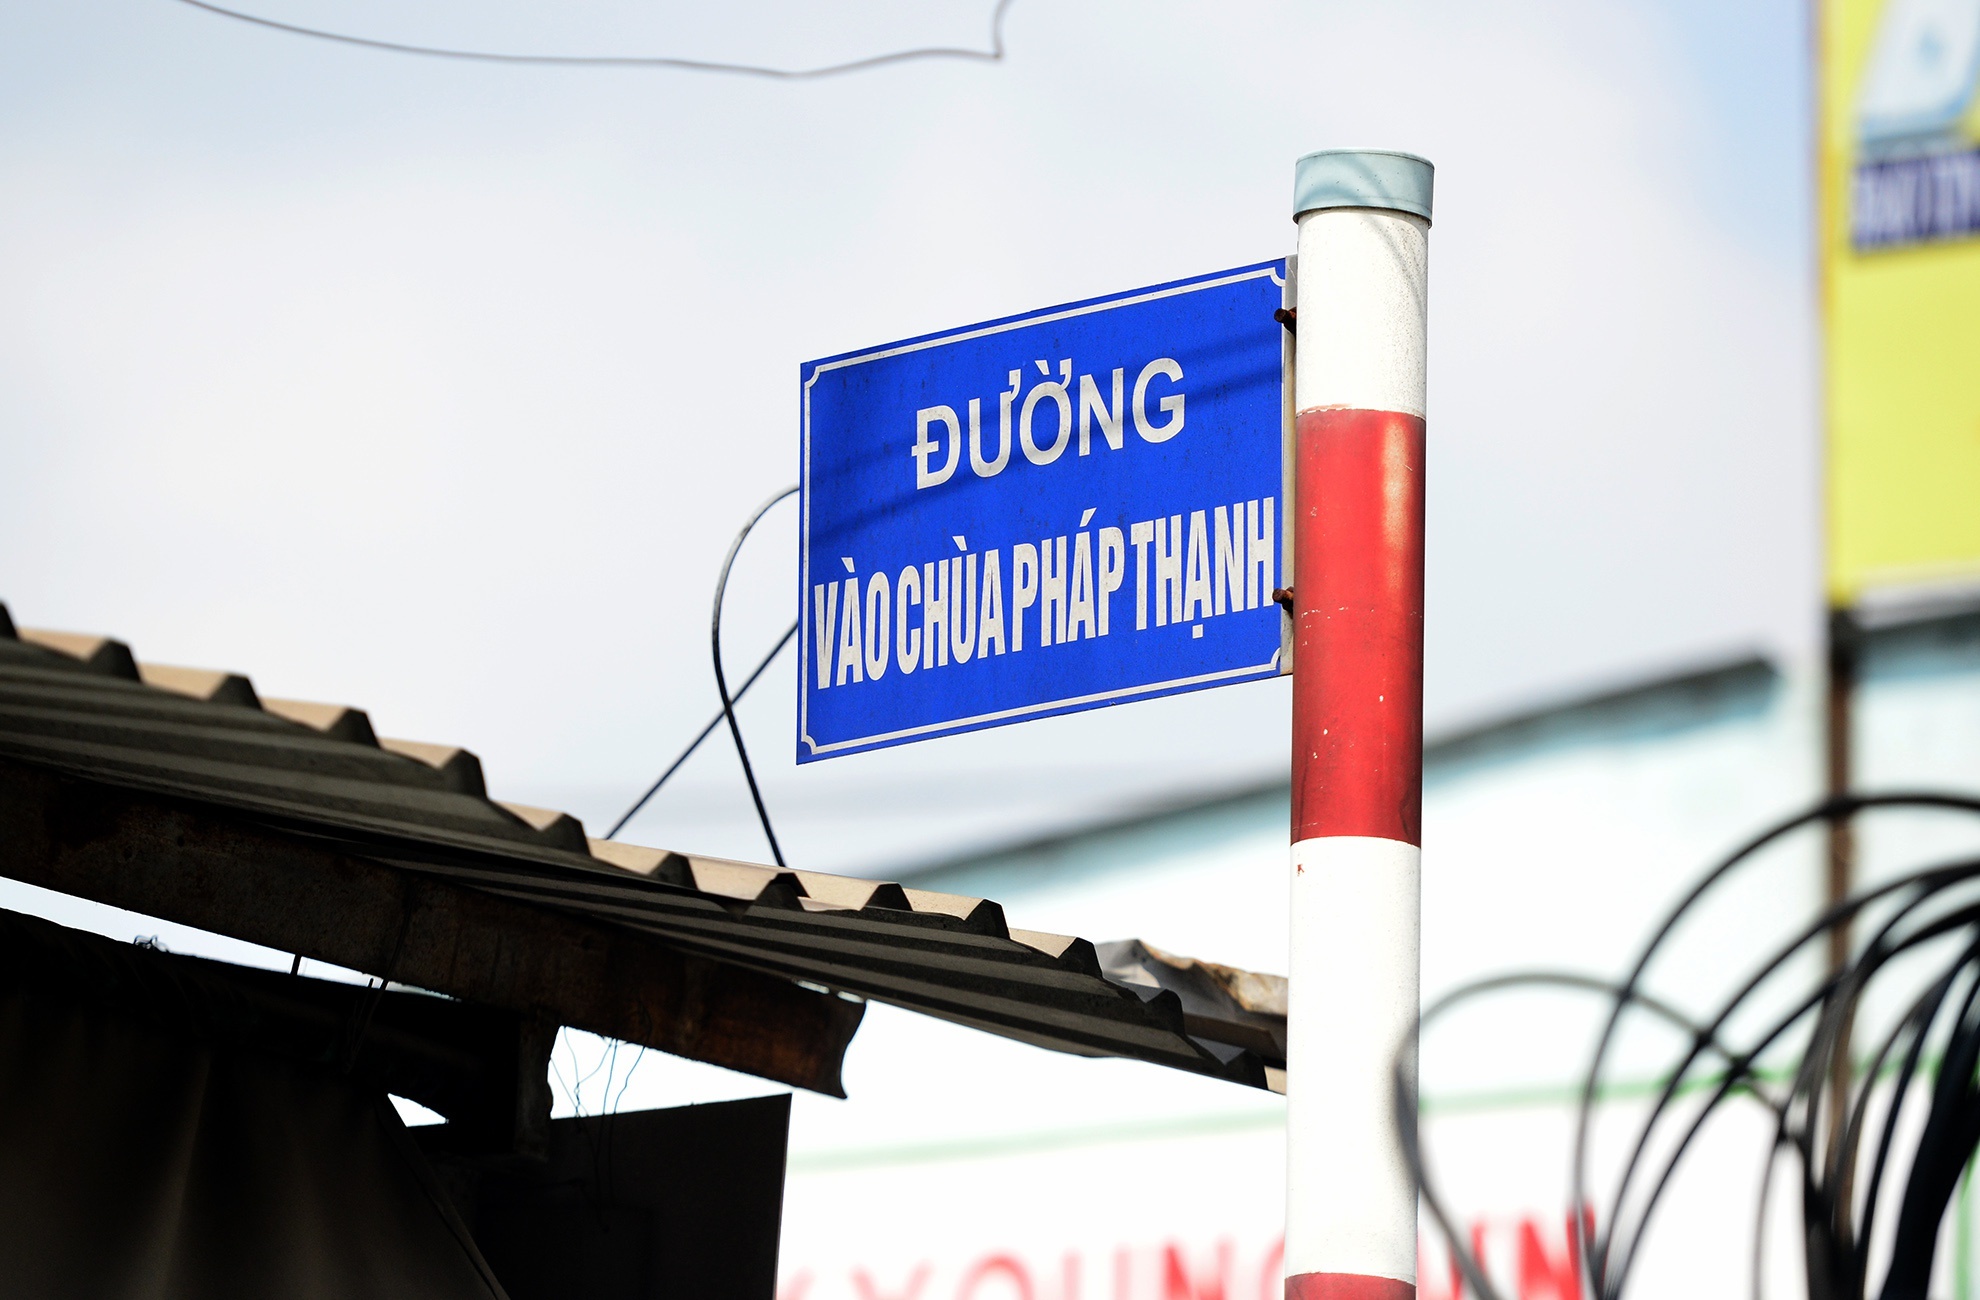 ĐƯỜNG
VÀO CHÙA PHÁP THẠNH